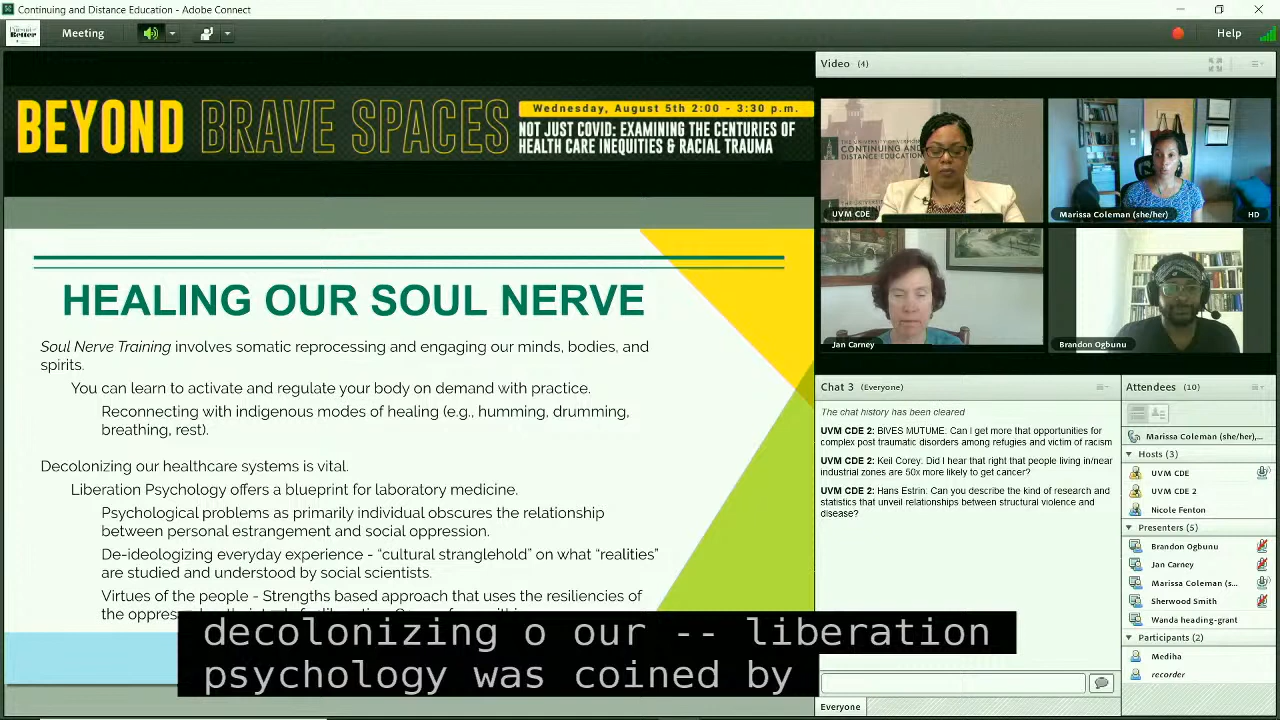 Continuing and Distance Education - Adobe Connect
Better
Meeting
Help
BEYOND BRAVE SPACES
Wednesday, August 5th 2:00 - 3:30 p.m.
NOT JUST COVID: EXAMINING THE CENTURIES OF
HEALTH CARE INEQUITIES & RACIAL TRAUMA
HEALING OUR SOUL NERVE
Soul Nerve Training involves somatic reprocessing and engaging our minds, bodies, and
spirits.
You can learn to activate and regulate your body on demand with practice.
Reconnecting with indigenous modes of healing (e.g., humming, drumming,
breathing, rest).
Decolonizing our healthcare systems is vital.
Liberation Psychology offers a blueprint for laboratory medicine.
Psychological problems as primarily individual obscures the relationship
between personal estrangement and social oppression.
De-ideologizing everyday experience - “cultural stranglehold” on what “realities”
are studied and understood by social scientists.
Virtues of the people - Strengths based approach that uses the resiliencies of
the
decolonizing o our -- liberation
psychology was coined by
Video (4)
CONTINUING AND
DISTANCE EDUCATION
UVM CDE
Marissa Coleman (she/her)
HD
Jan Carney
Brandon Ogbunu
Chat 3 (Everyone)
The chat history has been cleared
UVM CDE 2: BIVES MUTUME: Can I get more that opportunities for
complex post traumatic disorders among refugies and victim of racism
UVM CDE 2: Keil Corey: Did I hear that right that people living in/near
industrial zones are 50x more likely to get cancer?
UVM CDE 2: Hans Estrin: Can you describe the kind of research and
statistics that unveil relationships between structural violence and
disease?
Everyone
Attendees (10)
Marissa Coleman (she/her),...
Hosts (3)
UVM CDE
UVM CDE 2
Nicole Fenton
Presenters (5)
Brandon Ogbunu
Jan Carney
Marissa Coleman (s...
Sherwood Smith
Wanda heading-grant
Participants (2)
Mediha
recorder